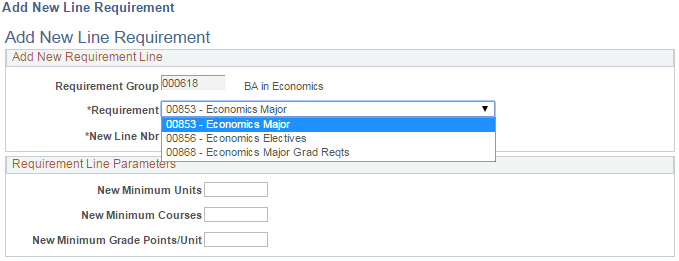 Add New Line Requirement
Add New Line Requirement
Add New Requirement Line
Requirement Group 000618 BA in Economics
*Requirement 00853 - Economics Major
00853 - Economics Major
*New Line Nbr 00856 - Economics Electives
00868 - Economics Major Grad Reqts
Requirement Line Parameters
New Minimum Units
New Minimum Courses
New Minimum Grade Points/Unit